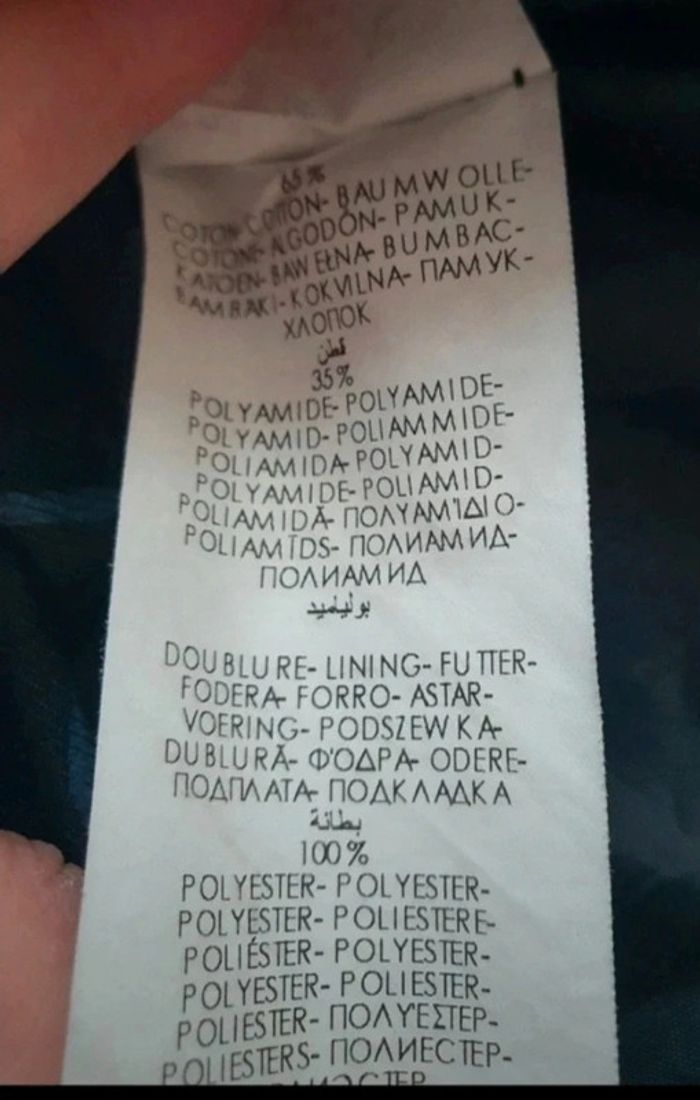 65%
COTON-COTTON-BAUMWOLLE-
COTONE-ALGODÓN-PAMUK-
KATOEN-BAWEŁNA-BUMBAC-
BAMBAKI-KOKVILNA-ПАМУК-
ХЛОПОК
قطن
35%
POLYAMIDE-POLYAMIDE-
POLYAMID-POLIAMMIDE-
POLIAMIDA-POLYAMID-
POLYAMIDE-POLIAMID-
POLIAMIDĂ-ΠΟΛΥΑΜΊΔΙΟ-
POLIAMĪDS-ПОЛИАМИД-
ПОЛИАМИД
بوليامید
DOUBLURE-LINING-FUTTER-
FODERA-FORRO-ASTAR-
VOERING-PODSZEWKA-
DUBLURĂ-ΦΌΔΡΑ-ODERE-
ПОДПЛАТА-ПОДКЛАДКА
بطانة
100%
POLYESTER-POLYESTER-
POLYESTER-POLIESTERE-
POLIÉSTER-POLYESTER-
POLYESTER-POLIESTER-
POLIESTER-ΠΟΛΥΕΣΤΕΡ-
POLIESTERS-ПОЛИЕСТЕР-